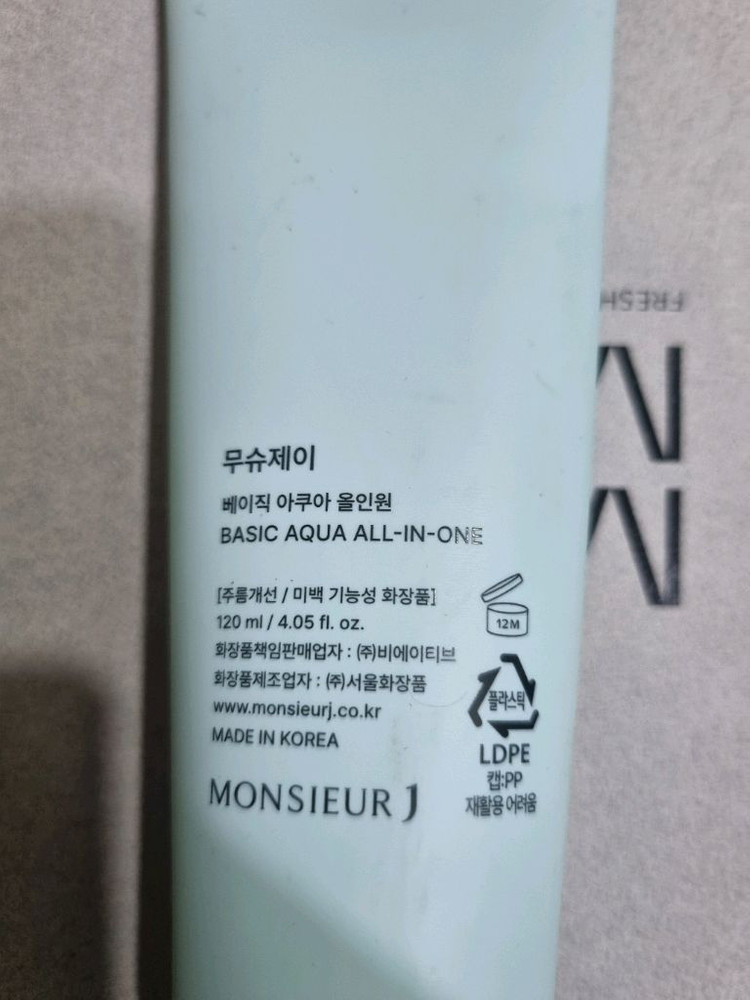 무슈제이
베이직 아쿠아 올인원
BASIC AQUA ALL-IN-ONE
[주름개선 / 미백 기능성 화장품]
120 ml / 4.05 fl. oz.
화장품책임판매업자 : ㈜비에이티브
화장품제조업자 : ㈜서울화장품
www.monsieurj.co.kr
MADE IN KOREA
MONSIEUR J
12M
플라스틱
LDPE
캡:PP
재활용 어려움
FRESH
M
M